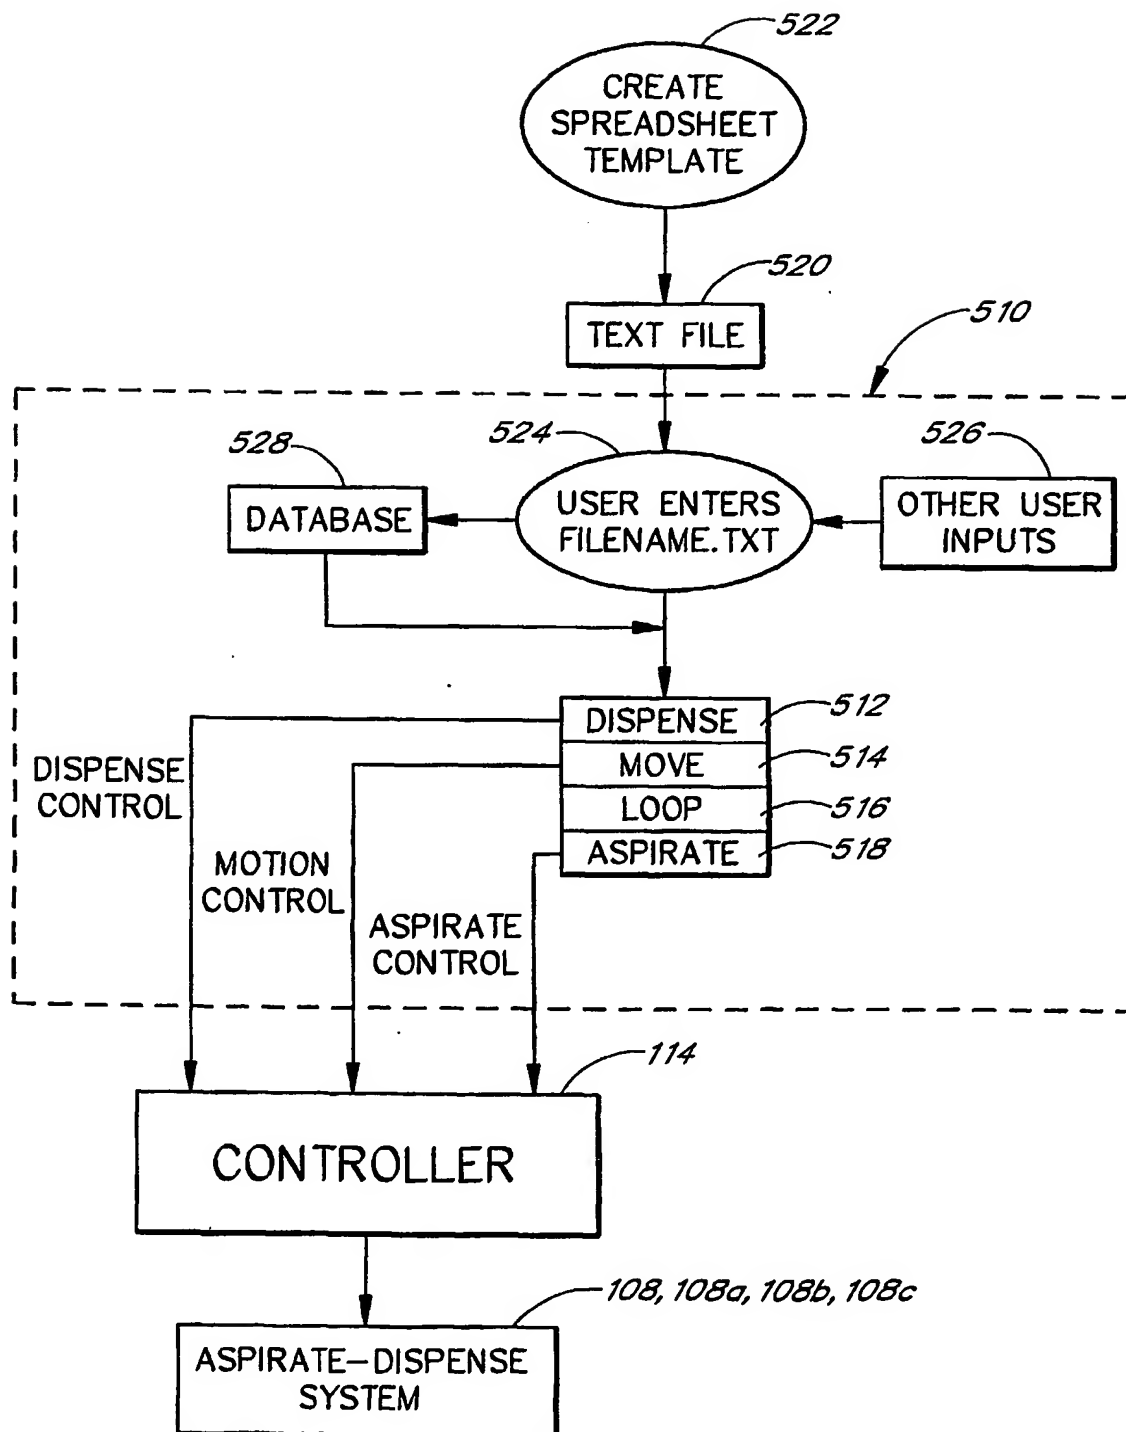 522
CREATE
SPREADSHEET
TEMPLATE
520
TEXT FILE
510
528
524
526
DATABASE
USER ENTERS
FILENAME.TXT
OTHER USER
INPUTS
DISPENSE
512
MOVE
514
LOOP
516
ASPIRATE
518
DISPENSE
CONTROL
MOTION
CONTROL
ASPIRATE
CONTROL
114
CONTROLLER
108, 108a, 108b, 108c
ASPIRATE-DISPENSE
SYSTEM